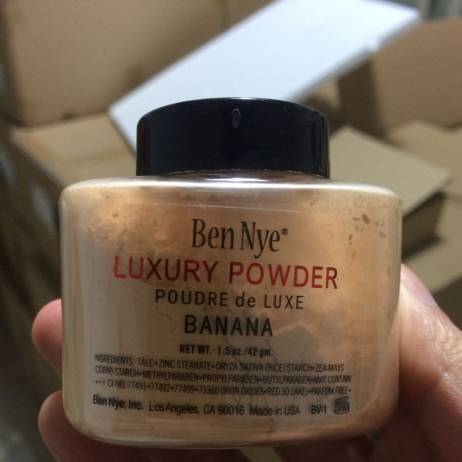 Ben Nye®
LUXURY POWDER
POUDRE de LUXE
BANANA
NET WT. 1.5 oz./42 gm.
INGREDIENTS: TALC•ZINC STEARATE•ORYZA SATIVA (RICE) STARCH•ZEA MAYS
(CORN) STARCH•METHYLPARABEN•PROPYLPARABEN•BUTYLPARABEN•MAY CONTAIN
CI NO. 77491•77492•77499•73360 (IRON OXIDES•RED 30 LAKE)•PARFUM FREE•
Ben Nye, Inc. Los Angeles, CA 90016 Made in USA BV-1